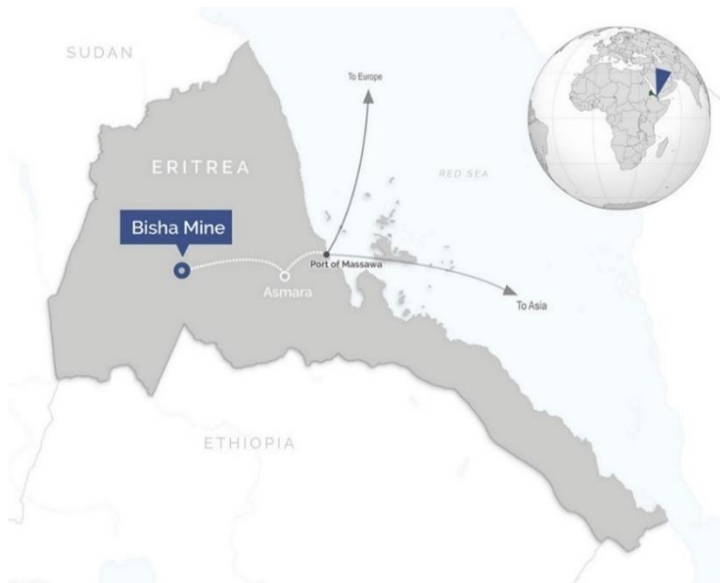 SUDAN
To Europe
ERITREA
RED SEA
Bisha Mine
Port of Massawa
Asmara
To Asia
ETHIOPIA